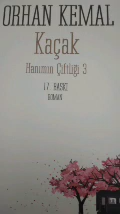 ORHAN KEMAL
Kaçak
Hanımın Çiftliği 3
17. BASKI
ROMAN